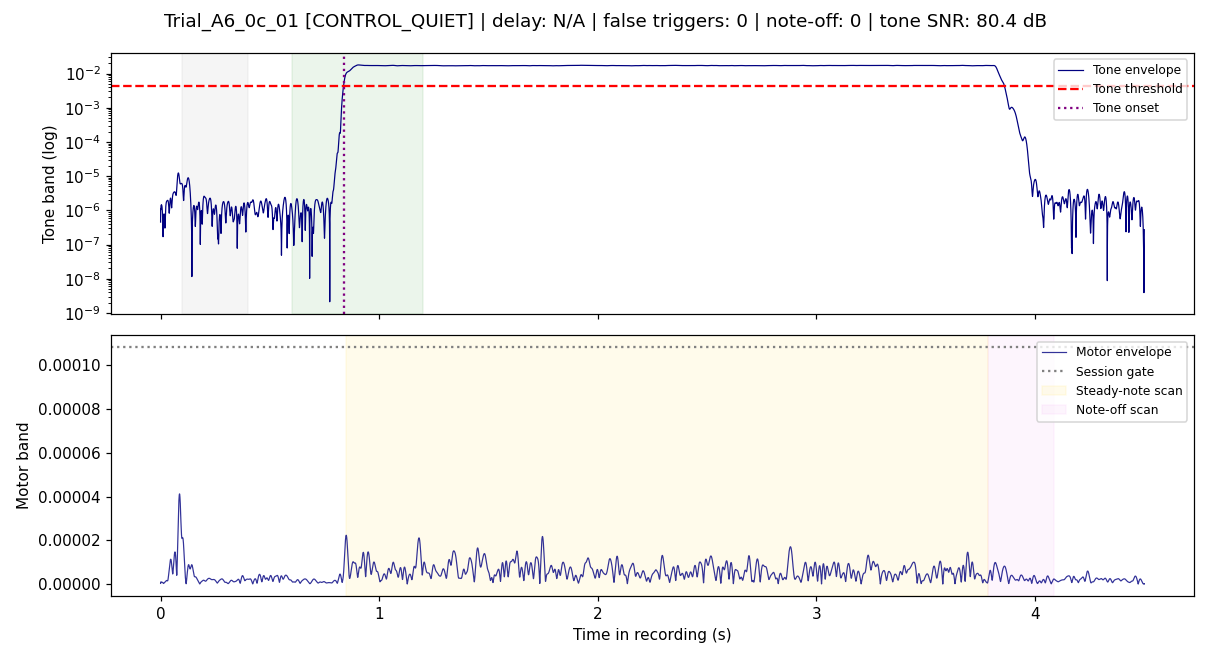 Trial_A6_0c_01 [CONTROL_QUIET] | delay: N/A | false triggers: 0 | note-off: 0 | tone SNR: 80.4 dB
Tone band (log)
10⁻²
10⁻³
10⁻⁴
10⁻⁵
10⁻⁶
10⁻⁷
10⁻⁸
10⁻⁹
Tone envelope
Tone threshold
Tone onset
Motor band
0.00010
0.00008
0.00006
0.00004
0.00002
0.00000
Motor envelope
Session gate
Steady-note scan
Note-off scan
0 1 2 3 4
Time in recording (s)